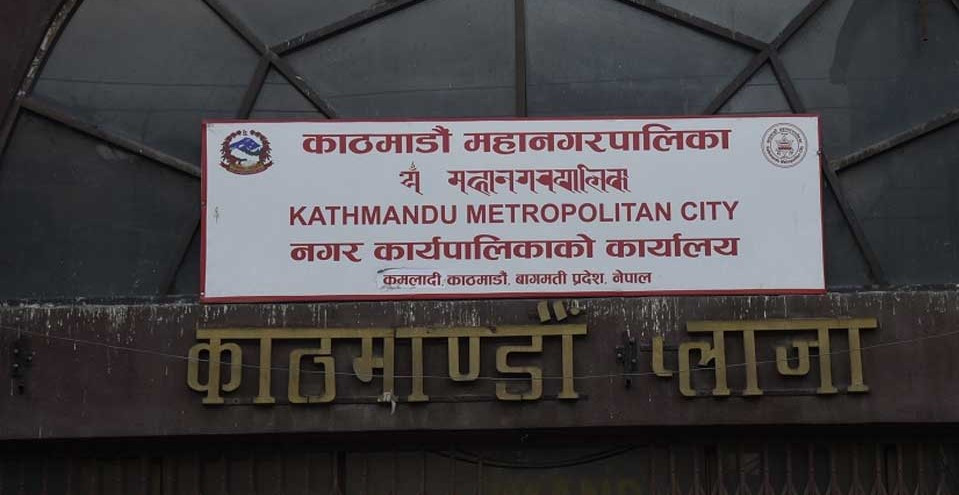 काठमाडौं महानगरपालिका
KATHMANDU METROPOLITAN CITY
नगर कार्यपालिकाको कार्यालय
कमलादी, काठमाडौं, बागमती प्रदेश, नेपाल
काठमाण्डौं प्लाजा